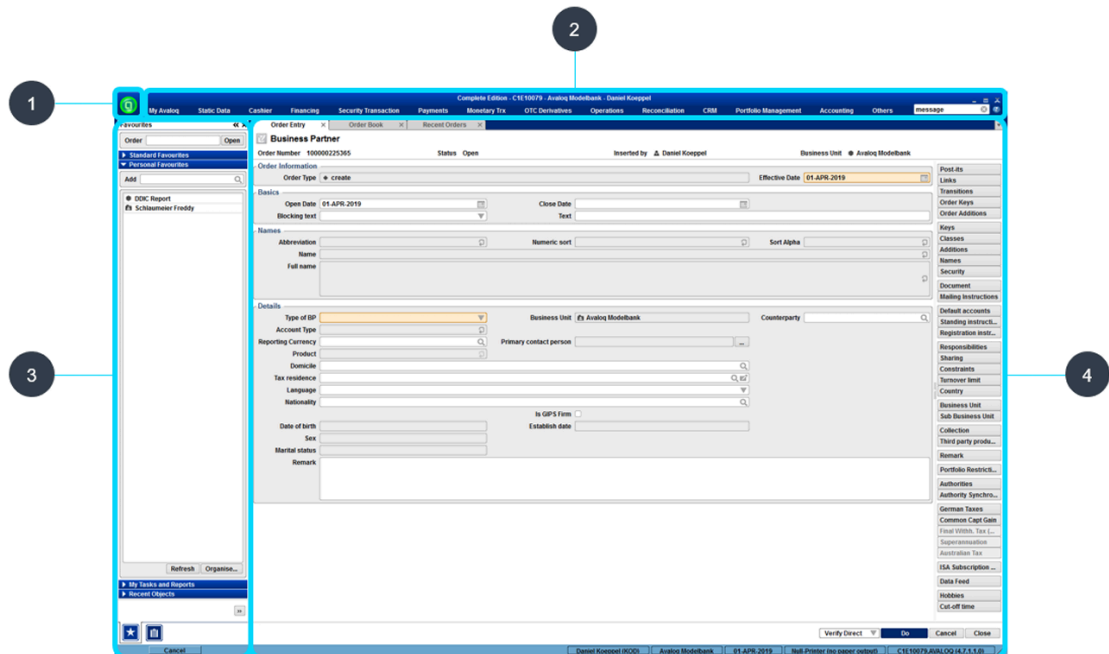 2
1
Complete Edition - C1E10079 - Avaloq Modelbank - Daniel Koeppel
My Avaloq Static Data Cashier Financing Security Transaction Payments Monetary Trx OTC Derivatives Operations Reconciliation CRM Portfolio Management Accounting Others message
Favourites
Order Open
Standard Favourites
Personal Favourites
Add
DDIC Report
Schlaumeier Freddy
Refresh Organise...
My Tasks and Reports
Recent Objects
Cancel
3
Order Entry Order Book Recent Orders
Business Partner
Order Number 100000225365 Status Open Inserted by Daniel Koeppel Business Unit Avaloq Modelbank
Order Information
Order Type create Effective Date 01-APR-2019
Basics
Open Date 01-APR-2019 Close Date
Blocking text Text
Names
Abbreviation Numeric sort Sort Alpha
Name
Full name
Details
Type of BP Business Unit Avaloq Modelbank Counterparty
Account Type
Reporting Currency Primary contact person ...
Product
Domicile
Tax residence
Language
Nationality
Is GIPS Firm
Date of birth Establish date
Sex
Marital status
Remark
Post-its
Links
Transitions
Order Keys
Order Additions
Keys
Classes
Additions
Names
Security
Document
Mailing Instructions
Default accounts
Standing instructi...
Registration instr...
Responsibilities
Sharing
Constraints
Turnover limit
Country
Business Unit
Sub Business Unit
Collection
Third party produ...
Remark
Portfolio Restricti...
Authorities
Authority Synchro...
German Taxes
Common Capt Gain
Final Withh. Tax (...
Superannuation
Australian Tax
ISA Subscription ...
Data Feed
Hobbies
Cut-off time
4
Verify Direct Do Cancel Close
Daniel Koeppel (KOD) Avaloq Modelbank 01-APR-2019 Null-Printer (no paper output) C1E10079.AVALOQ (4.7.1.1.0)